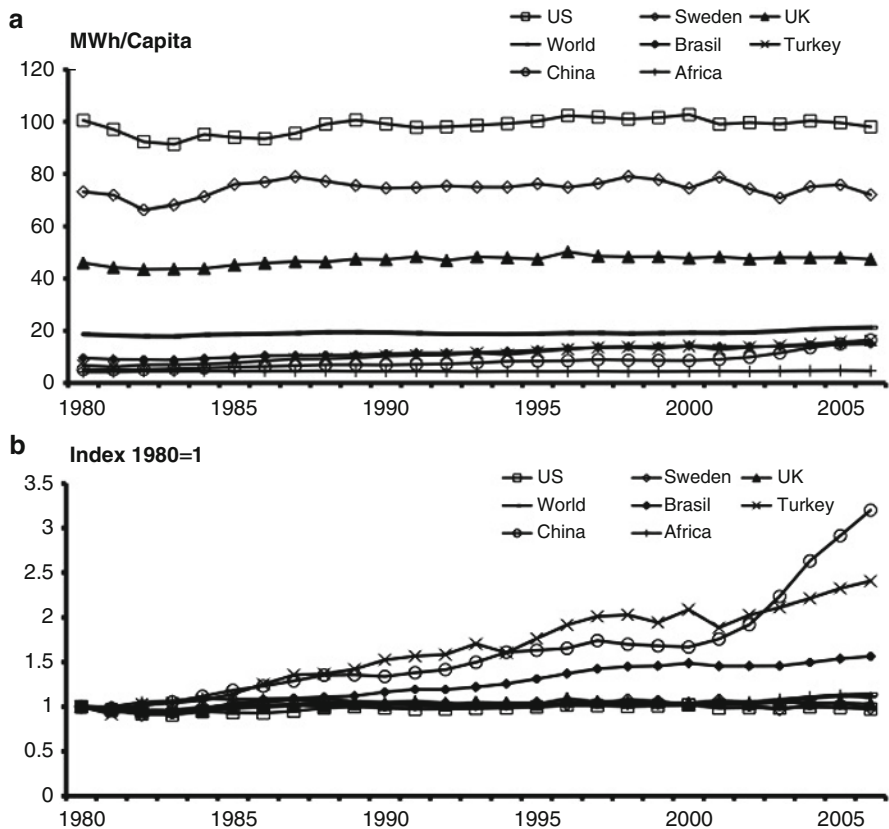 a
MWh/Capita
US Sweden UK
World Brasil Turkey
China Africa
120
100
80
60
40
20
0
1980 1985 1990 1995 2000 2005
b
Index 1980=1
US Sweden UK
World Brasil Turkey
China Africa
3.5
3
2.5
2
1.5
1
0.5
0
1980 1985 1990 1995 2000 2005